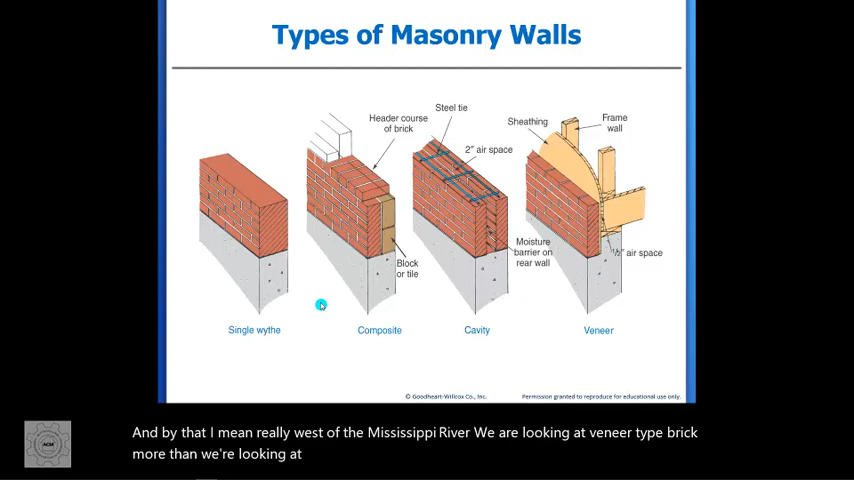 Types of Masonry Walls
Steel tie
Header course
of brick
Sheathing
Frame
wall
2" air space
Moisture
barrier on
rear wall
½" air space
Block
or tile
Single wythe
Composite
Cavity
Veneer
© Goodheart-Willcox Co., Inc.
Permission granted to reproduce for educational use only.
ACM
And by that I mean really west of the Mississippi River We are looking at veneer type brick
more than we're looking at